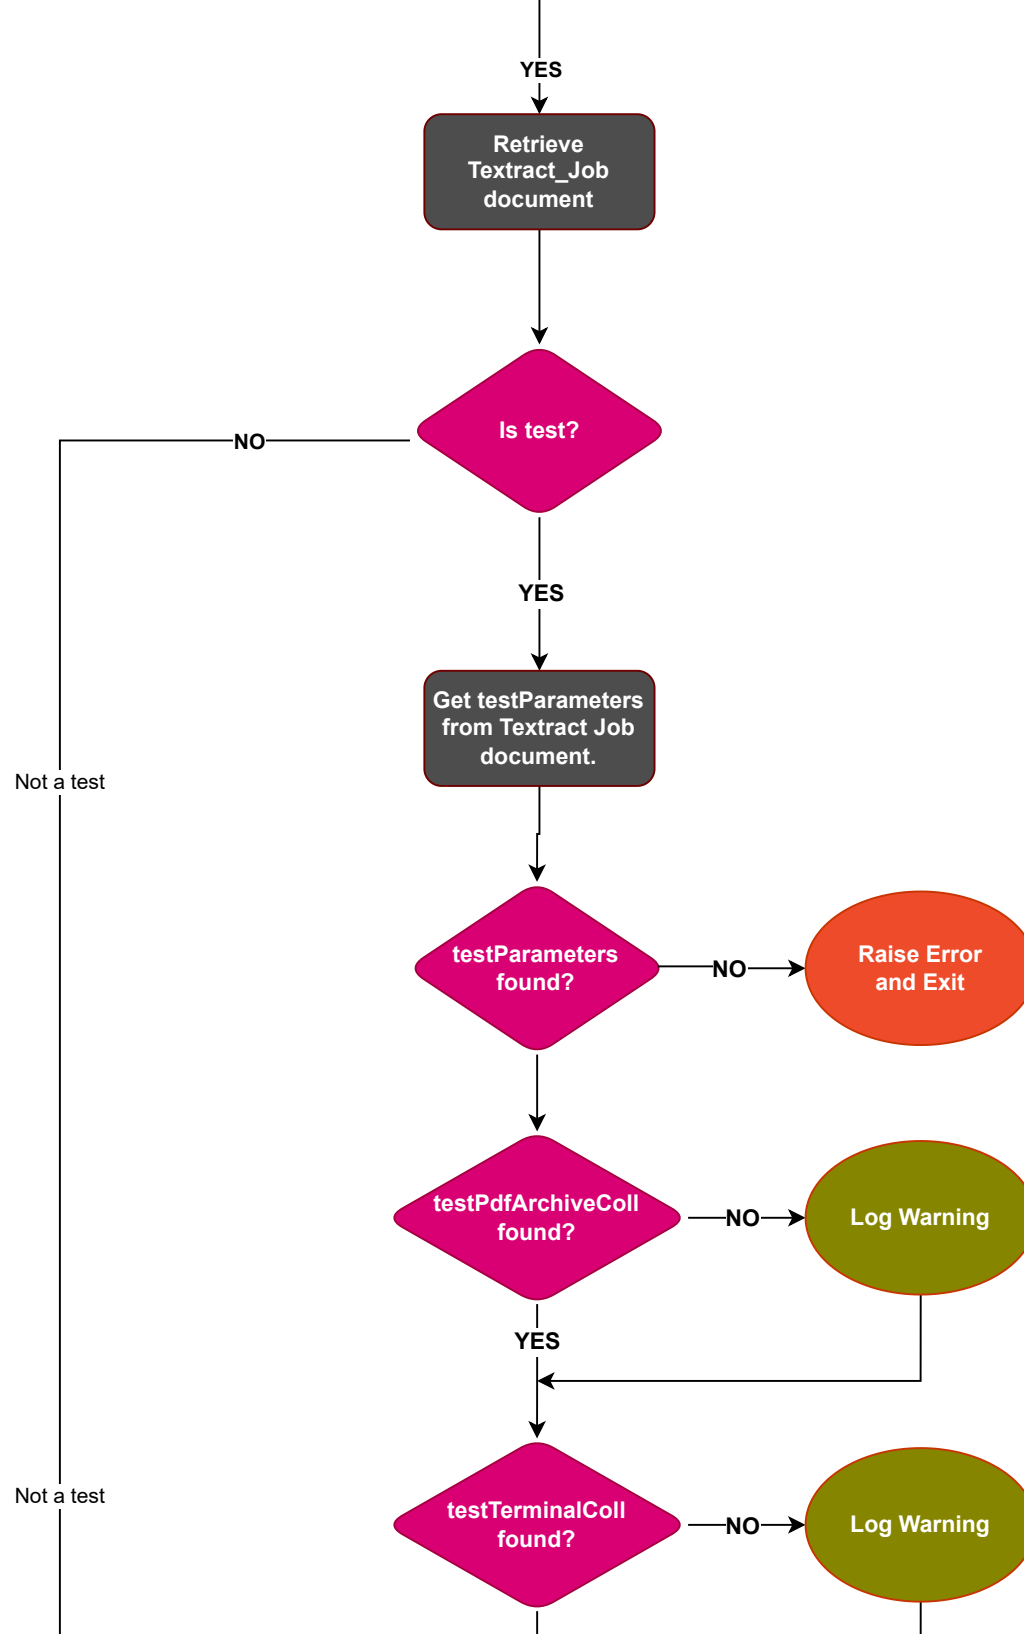 YES
Retrieve
Textract_Job
document
Is test?
NO
YES
Get testParameters
from Textract Job
document.
Not a test
testParameters
found?
NO
Raise Error
and Exit
testPdfArchiveColl
found?
NO
Log Warning
YES
Not a test
testTerminalColl
found?
NO
Log Warning